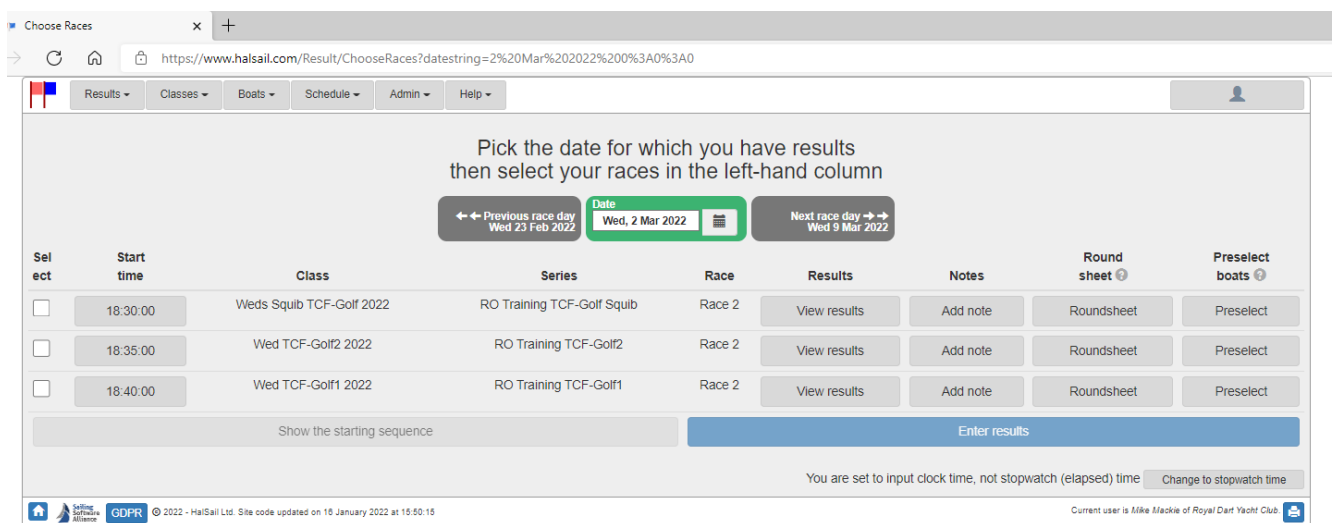 Choose Races
https://www.halsail.com/Result/ChooseRaces?datestring=2%20Mar%202022%200%3A0%3A0
Results Classes Boats Schedule Admin Help
Pick the date for which you have results
then select your races in the left-hand column
Previous race day
Wed 23 Feb 2022
Date
Wed, 2 Mar 2022
Next race day
Wed 9 Mar 2022
Sel
ect
Start
time
Class
Series
Race
Results
Notes
Round
sheet ?
Preselect
boats ?
18:30:00 Weds Squib TCF-Golf 2022 RO Training TCF-Golf Squib Race 2 View results Add note Roundsheet Preselect
18:35:00 Wed TCF-Golf2 2022 RO Training TCF-Golf2 Race 2 View results Add note Roundsheet Preselect
18:40:00 Wed TCF-Golf1 2022 RO Training TCF-Golf1 Race 2 View results Add note Roundsheet Preselect
Show the starting sequence Enter results
You are set to input clock time, not stopwatch (elapsed) time Change to stopwatch time
Sailing
Software
Alliance
GDPR © 2022 - HalSail Ltd. Site code updated on 16 January 2022 at 15:50:15
Current user is Mike Mackie of Royal Dart Yacht Club.